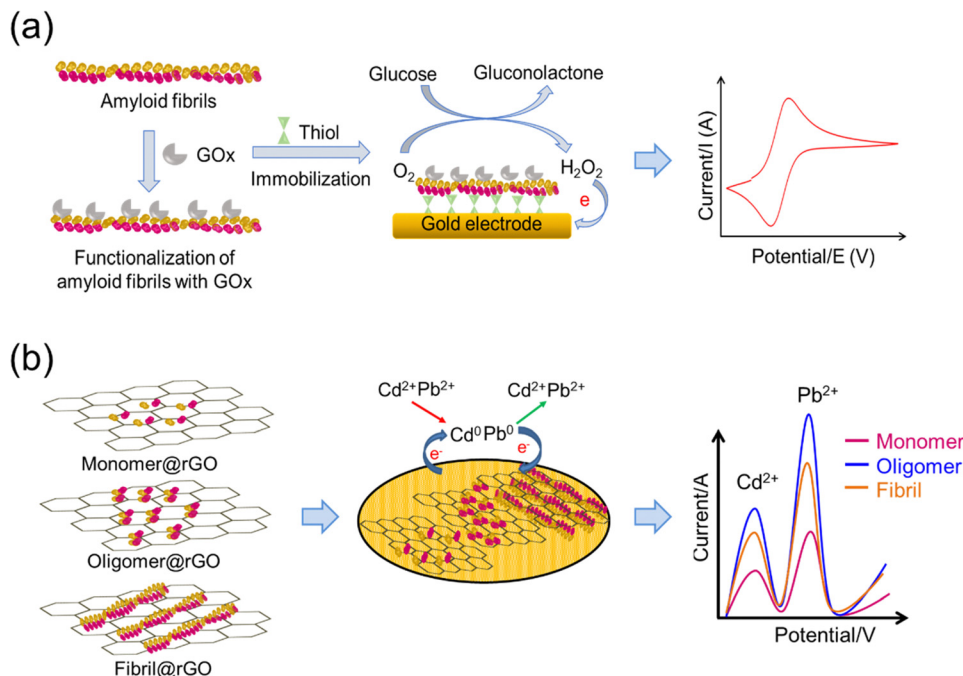 (a)
Amyloid fibrils
GOx
Functionalization of
amyloid fibrils with GOx
Thiol
Immobilization
Glucose
Gluconolactone
O₂
H₂O₂
e
Gold electrode
Current/I (A)
Potential/E (V)
(b)
Monomer@rGO
Oligomer@rGO
Fibril@rGO
Cd²⁺Pb²⁺
Cd²⁺Pb²⁺
Cd⁰Pb⁰
e⁻
e⁻
Current/A
Cd²⁺
Pb²⁺
Monomer
Oligomer
Fibril
Potential/V